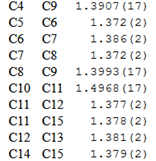 C4 C9 1.3907(17)
C5 C6 1.372(2)
C6 C7 1.386(2)
C7 C8 1.372(2)
C8 C9 1.3993(17)
C10 C11 1.4968(17)
C11 C12 1.377(2)
C11 C15 1.378(2)
C12 C13 1.381(2)
C14 C15 1.379(2)